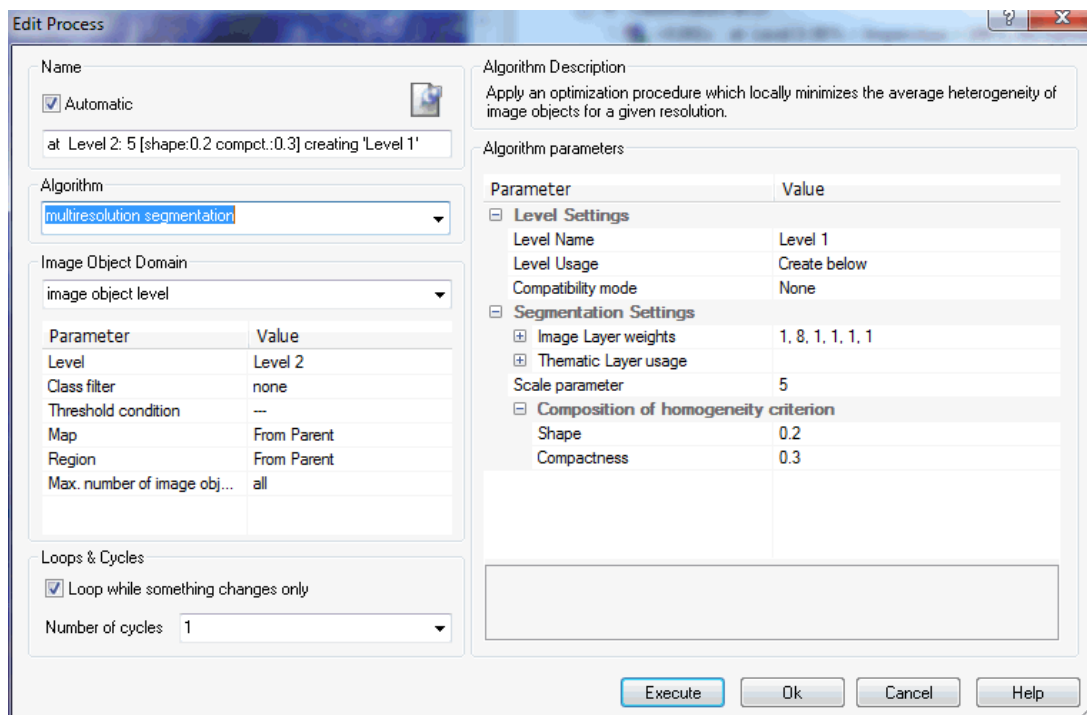 Edit Process
Name
Automatic
at Level 2: 5 [shape:0.2 compct.:0.3] creating 'Level 1'
Algorithm
multiresolution segmentation
Image Object Domain
image object level
Parameter Value
Level Level 2
Class filter none
Threshold condition ---
Map From Parent
Region From Parent
Max. number of image obj... all
Loops & Cycles
Loop while something changes only
Number of cycles 1
Algorithm Description
Apply an optimization procedure which locally minimizes the average heterogeneity of
image objects for a given resolution.
Algorithm parameters
Parameter Value
Level Settings
Level Name Level 1
Level Usage Create below
Compatibility mode None
Segmentation Settings
Image Layer weights 1, 8, 1, 1, 1, 1
Thematic Layer usage
Scale parameter 5
Composition of homogeneity criterion
Shape 0.2
Compactness 0.3
Execute Ok Cancel Help